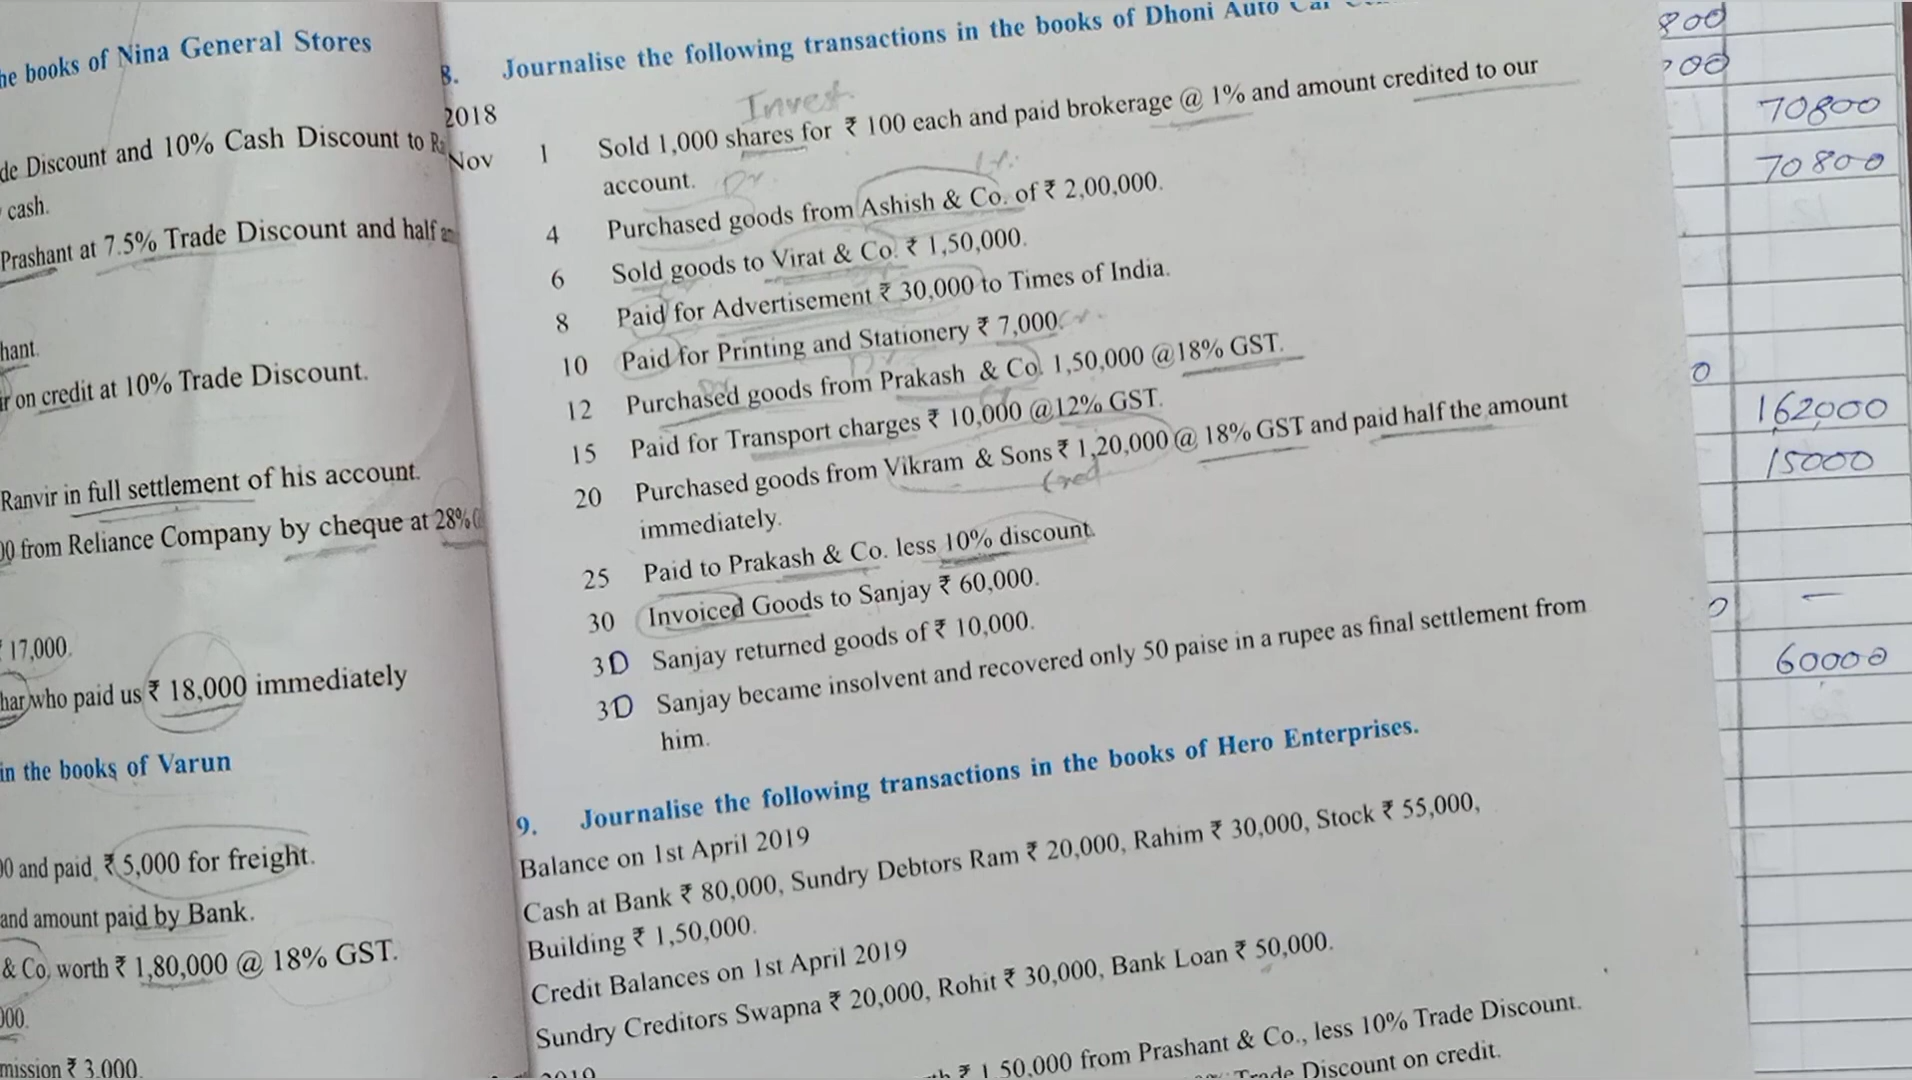 he books of Nina General Stores
de Discount and 10% Cash Discount to
cash.
Prashant at 7.5% Trade Discount and half
hant.
ir on credit at 10% Trade Discount.
Ranvir in full settlement of his account.
00 from Reliance Company by cheque at 28%
₹ 17,000.
har who paid us ₹ 18,000 immediately
in the books of Varun
00 and paid ₹ 5,000 for freight.
and amount paid by Bank.
& Co. worth ₹ 1,80,000 @ 18% GST.
000.
mission ₹ 3,000.
8. Journalise the following transactions in the books of Dhoni Auto Car
2018
Invest
Nov 1 Sold 1,000 shares for ₹ 100 each and paid brokerage @ 1% and amount credited to our
account.
4 Purchased goods from Ashish & Co. of ₹ 2,00,000.
6 Sold goods to Virat & Co. ₹ 1,50,000.
8 Paid for Advertisement ₹ 30,000 to Times of India.
10 Paid for Printing and Stationery ₹ 7,000.
12 Purchased goods from Prakash & Co. 1,50,000 @18% GST.
15 Paid for Transport charges ₹ 10,000 @12% GST.
20 Purchased goods from Vikram & Sons ₹ 1,20,000 @ 18% GST and paid half the amount
immediately.
Cred
25 Paid to Prakash & Co. less 10% discount.
30 Invoiced Goods to Sanjay ₹ 60,000.
30 Sanjay returned goods of ₹ 10,000.
30 Sanjay became insolvent and recovered only 50 paise in a rupee as final settlement from
him.
9. Journalise the following transactions in the books of Hero Enterprises.
Balance on 1st April 2019
Cash at Bank ₹ 80,000, Sundry Debtors Ram ₹ 20,000, Rahim ₹ 30,000, Stock ₹ 55,000,
Building ₹ 1,50,000.
Credit Balances on 1st April 2019
Sundry Creditors Swapna ₹ 20,000, Rohit ₹ 30,000, Bank Loan ₹ 50,000.
2019
₹ 1,50,000 from Prashant & Co., less 10% Trade Discount.
Trade Discount on credit.
800
00
70800
70800
0
162000
15000
0 —
60000